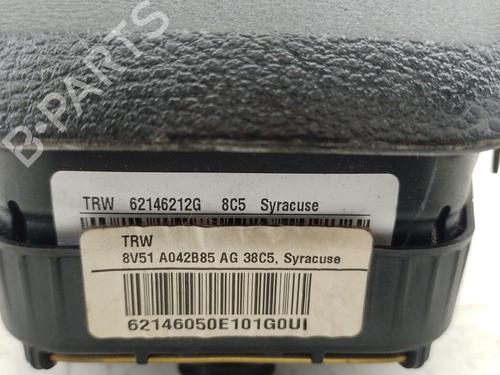 B-PARTS
TRW 62146212G 8C5 Syracuse
TRW
8V51 A042B85 AG 38C5, Syracuse
62146050E101G0UI